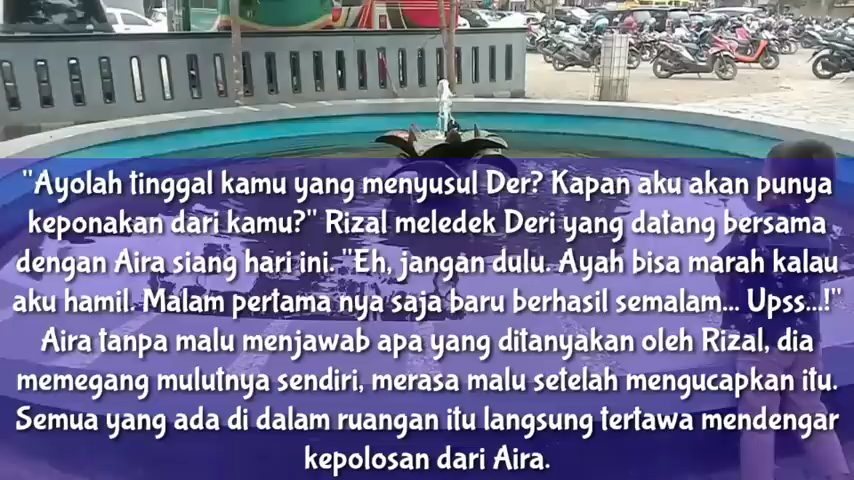 "Ayolah tinggal kamu yang menyusul Der? Kapan aku akan punya
keponakan dari kamu?" Rizal meledek Deri yang datang bersama
dengan Aira siang hari ini. "Eh, jangan dulu. Ayah bisa marah kalau
aku hamil. Malam pertama nya saja baru berhasil semalam... Upss...!"
Aira tanpa malu menjawab apa yang ditanyakan oleh Rizal, dia
memegang mulutnya sendiri, merasa malu setelah mengucapkan itu.
Semua yang ada di dalam ruangan itu langsung tertawa mendengar
kepolosan dari Aira.